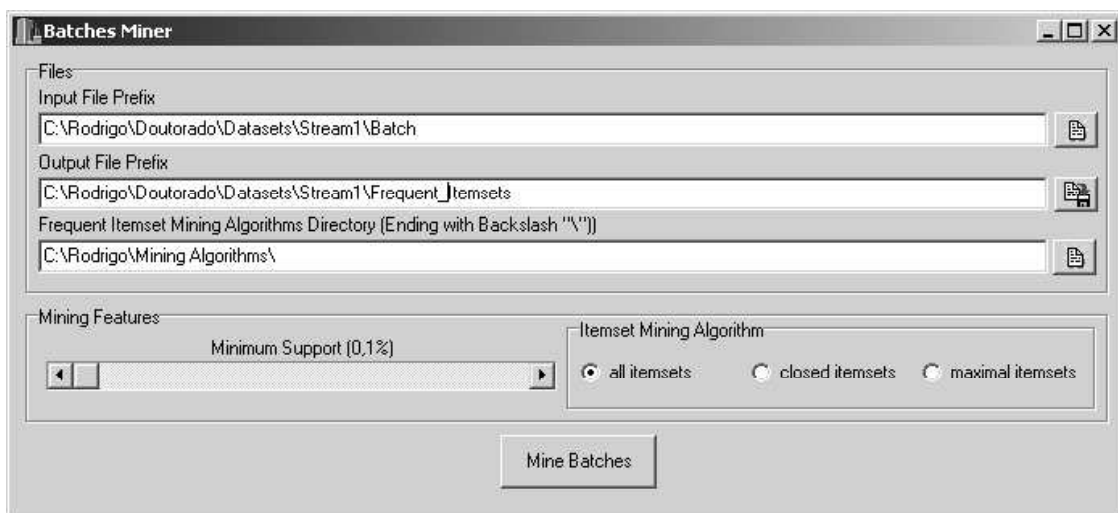 Batches Miner
Files
Input File Prefix
C:\Rodrigo\Doutorado\Datasets\Stream1\Batch
Output File Prefix
C:\Rodrigo\Doutorado\Datasets\Stream1\Frequent_Itemsets
Frequent Itemset Mining Algorithms Directory (Ending with Backslash "\"))
C:\Rodrigo\Mining Algorithms\
Mining Features
Minimum Support (0,1%)
Itemset Mining Algorithm
all itemsets closed itemsets maximal itemsets
Mine Batches